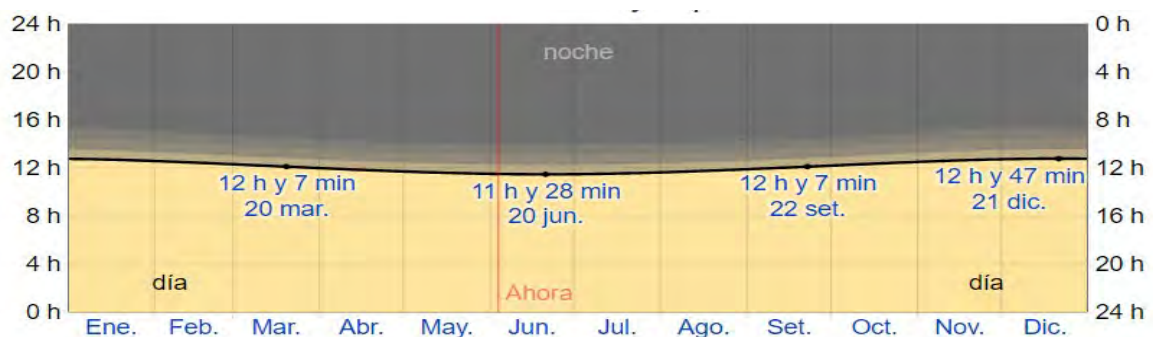 24 h
0 h
noche
20 h
4 h
16 h
8 h
12 h
12 h
12 h y 7 min
20 mar.
11 h y 28 min
20 jun.
12 h y 7 min
22 set.
12 h y 47 min
21 dic.
8 h
16 h
4 h
20 h
día
día
Ahora
0 h
24 h
Ene. Feb. Mar. Abr. May. Jun. Jul. Ago. Set. Oct. Nov. Dic.